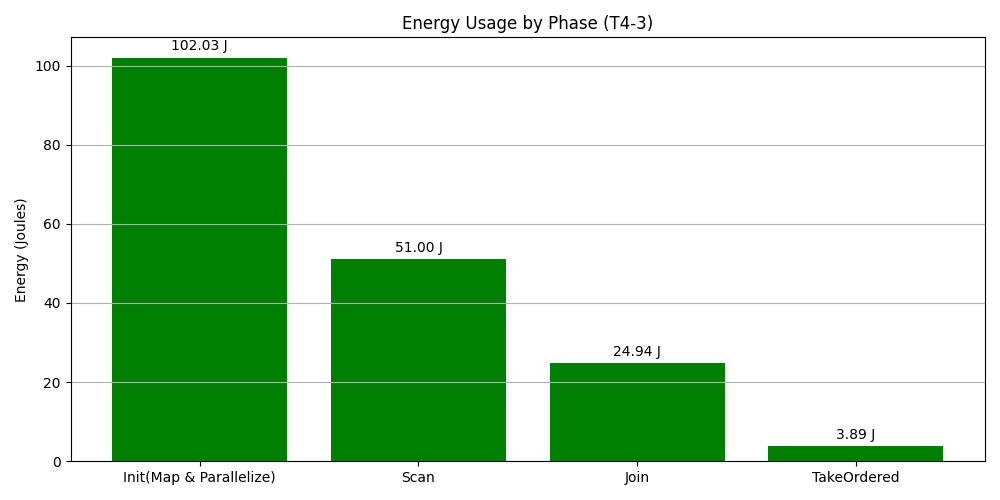 Energy Usage by Phase (T4-3)
Energy (Joules)
100
80
60
40
20
0
102.03 J
51.00 J
24.94 J
3.89 J
Init(Map & Parallelize)
Scan
Join
TakeOrdered